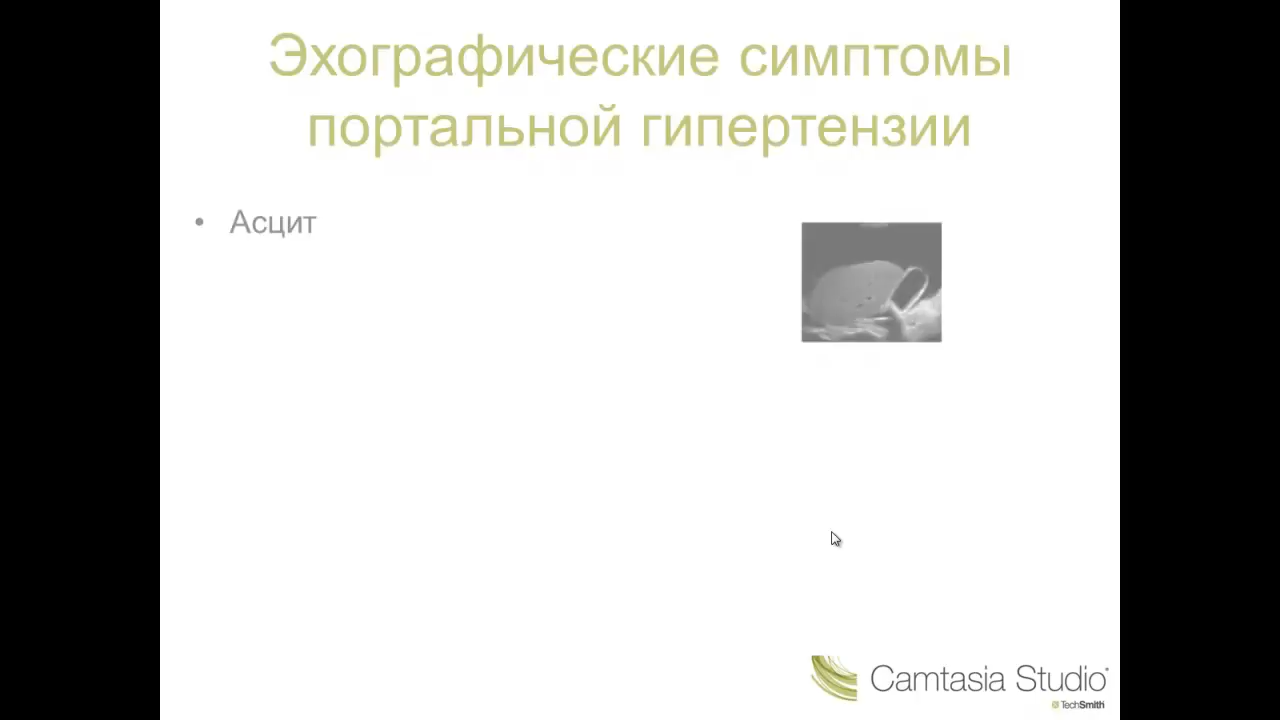 Эхографические симптомы
портальной гипертензии
• Асцит
Camtasia Studio
TechSmith